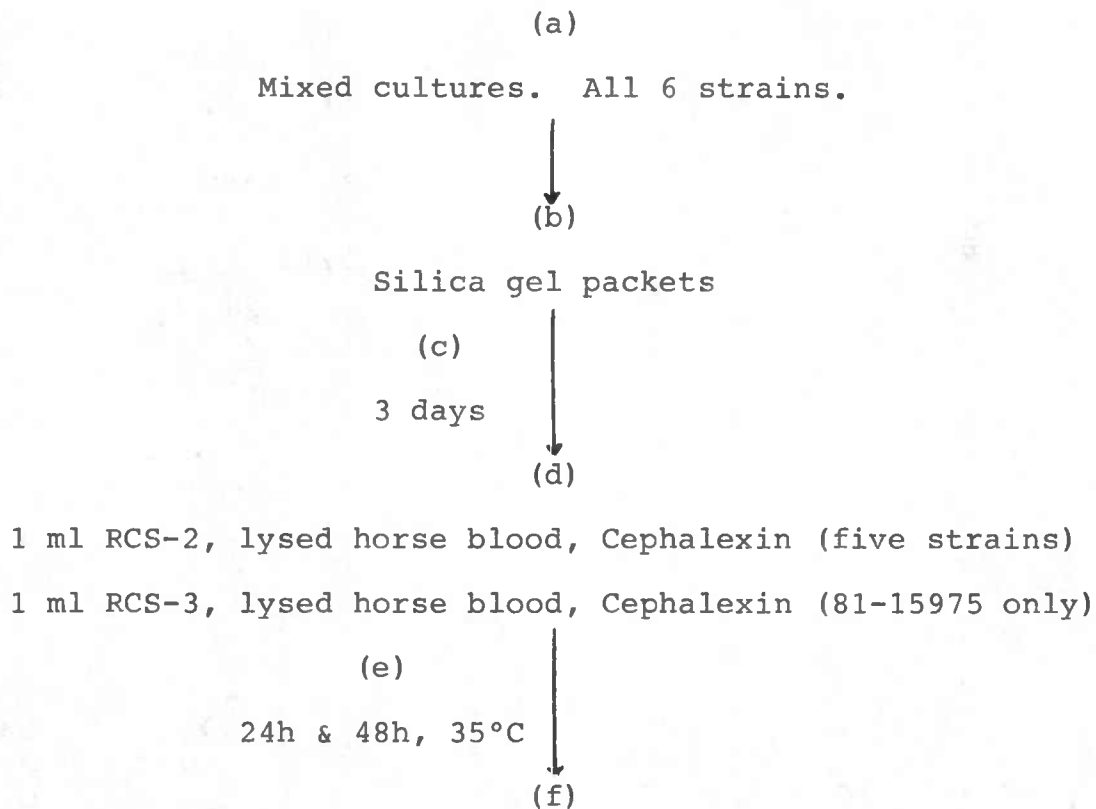 (a)
Mixed cultures. All 6 strains.
(b)
Silica gel packets
(c)
3 days
(d)
1 ml RCS-2, lysed horse blood, Cephalexin (five strains)
1 ml RCS-3, lysed horse blood, Cephalexin (81-15975 only)
(e)
24h & 48h, 35°C
(f)